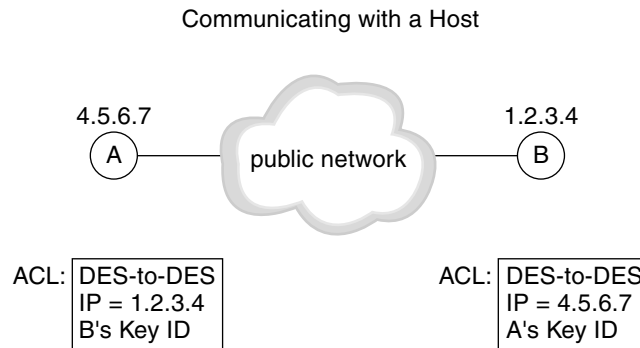 Communicating with a Host
4.5.6.7
1.2.3.4
A
public network
B
ACL:
DES-to-DES
IP = 1.2.3.4
B's Key ID
ACL:
DES-to-DES
IP = 4.5.6.7
A's Key ID